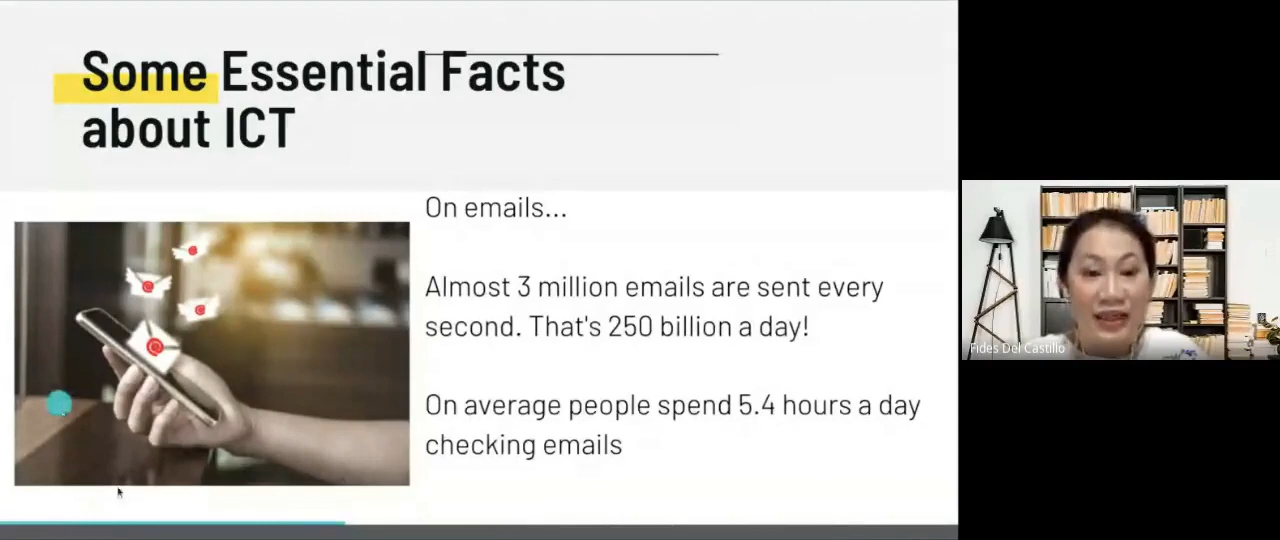 Some Essential Facts
about ICT
On emails...
Almost 3 million emails are sent every
second. That's 250 billion a day!
On average people spend 5.4 hours a day
checking emails
Fides Del Castillo